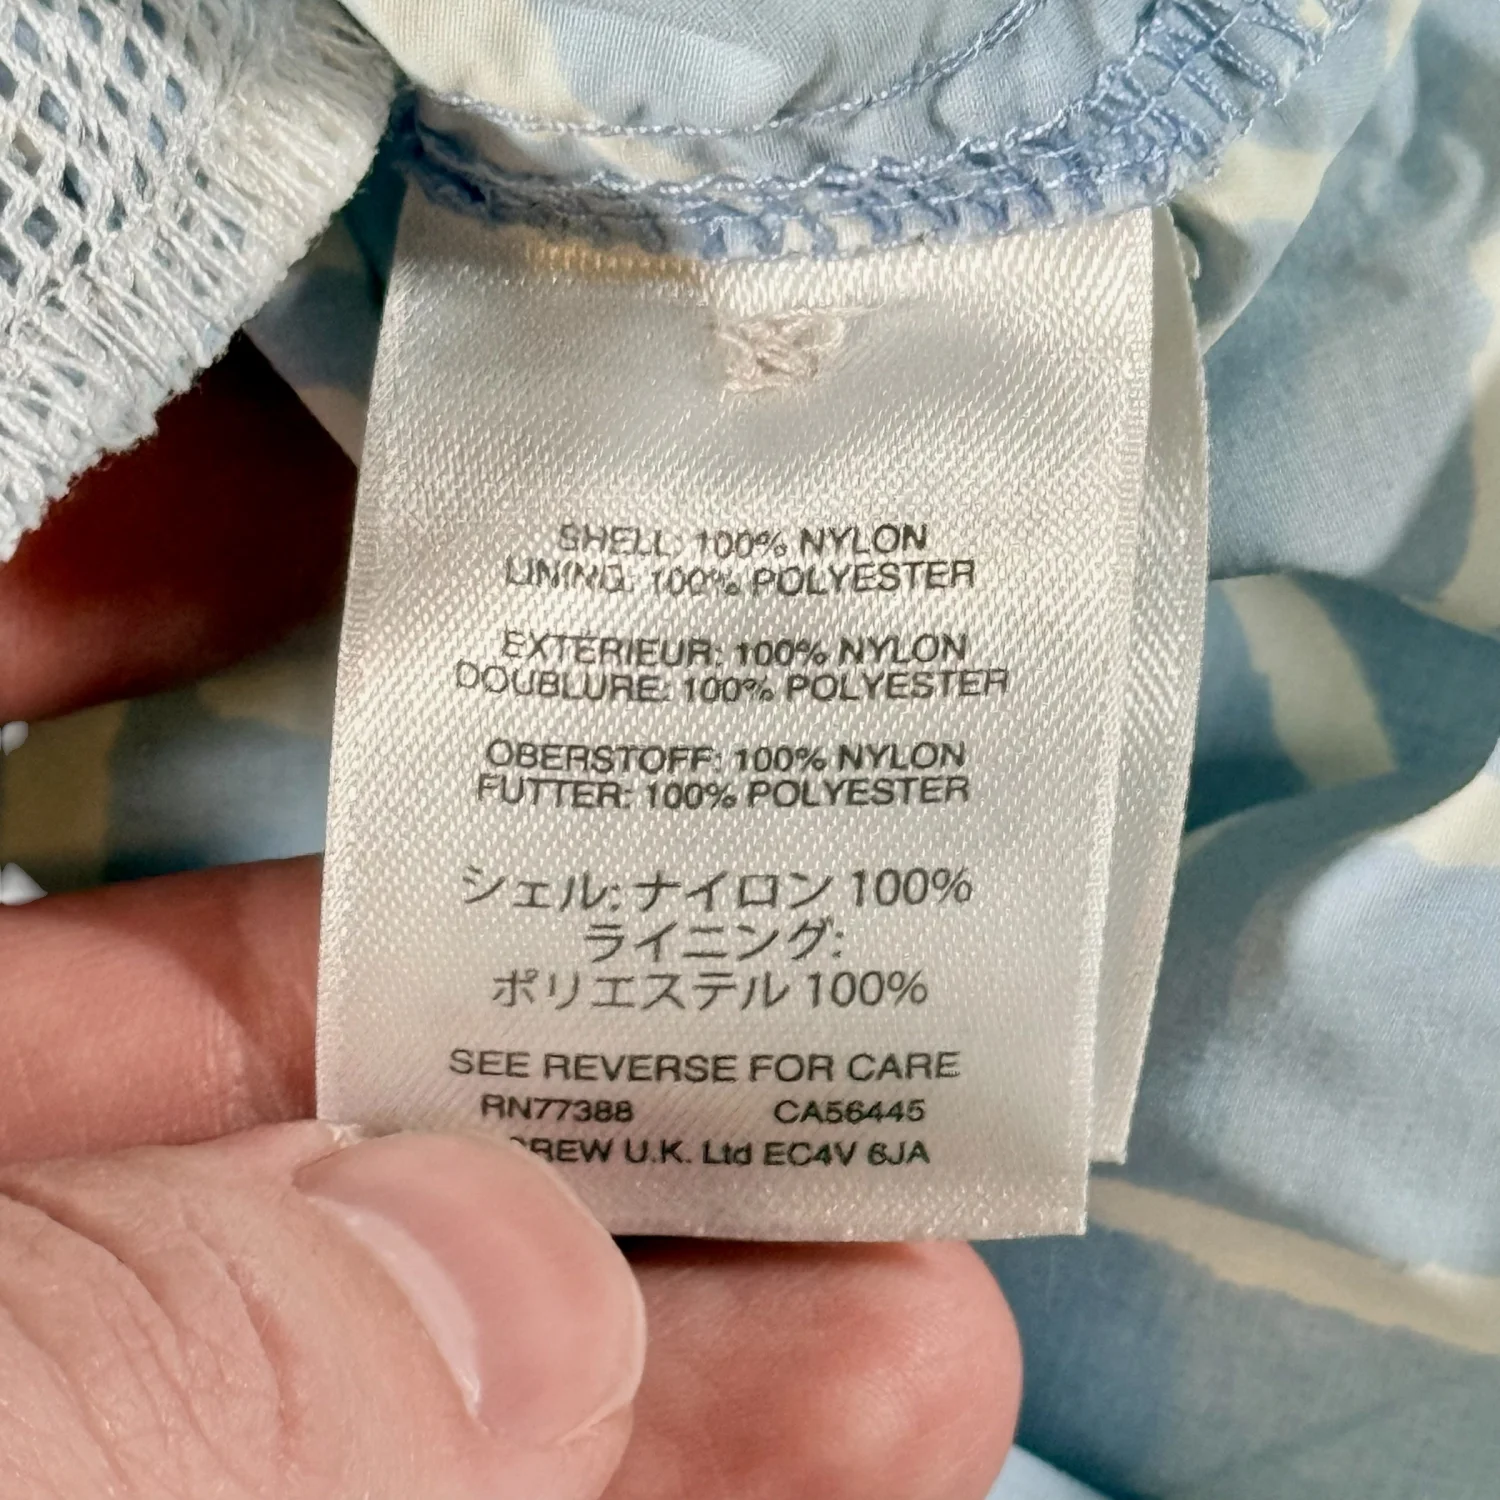 SHELL: 100% NYLON
LINING: 100% POLYESTER
EXTERIEUR: 100% NYLON
DOUBLURE: 100% POLYESTER
OBERSTOFF: 100% NYLON
FUTTER: 100% POLYESTER
シェル: ナイロン 100%
ライニング:
ポリエステル 100%
SEE REVERSE FOR CARE
RN77388 CA56445
U.K. Ltd EC4V 6JA